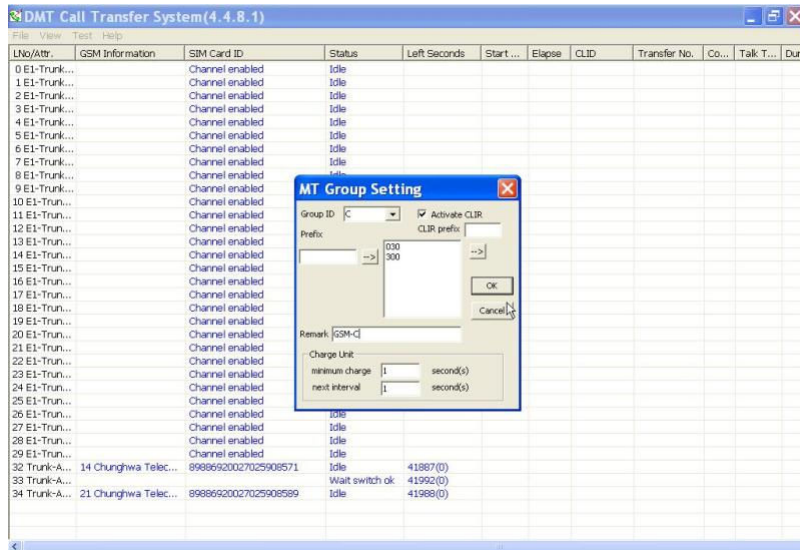 DMT Call Transfer System(4.4.8.1)
File View Test Help
LNo/Attr. GSM Information SIM Card ID Status Left Seconds Start ... Elapse CLID Transfer No. Co... Talk T... Dur
0 E1-Trunk... Channel enabled Idle
1 E1-Trunk... Channel enabled Idle
2 E1-Trunk... Channel enabled Idle
3 E1-Trunk... Channel enabled Idle
4 E1-Trunk... Channel enabled Idle
5 E1-Trunk... Channel enabled Idle
6 E1-Trunk... Channel enabled Idle
7 E1-Trunk... Channel enabled Idle
8 E1-Trunk... Channel enabled Idle
9 E1-Trunk... Channel enabled
10 E1-Trun... Channel enabled
11 E1-Trun... Channel enabled
12 E1-Trun... Channel enabled
13 E1-Trun... Channel enabled
14 E1-Trun... Channel enabled
15 E1-Trun... Channel enabled
16 E1-Trun... Channel enabled
17 E1-Trun... Channel enabled
18 E1-Trun... Channel enabled
19 E1-Trun... Channel enabled
20 E1-Trun... Channel enabled
21 E1-Trun... Channel enabled
22 E1-Trun... Channel enabled
23 E1-Trun... Channel enabled
24 E1-Trun... Channel enabled
25 E1-Trun... Channel enabled
26 E1-Trun... Channel enabled Idle
27 E1-Trun... Channel enabled Idle
28 E1-Trun... Channel enabled Idle
29 E1-Trun... Channel enabled Idle
32 Trunk-A... 14 Chunghwa Telec... 89886920027025908571 Idle 41887(0)
33 Trunk-A... Wait switch ok 41992(0)
34 Trunk-A... 21 Chunghwa Telec... 89886920027025908589 Idle 41988(0)
MT Group Setting
Group ID C Activate CLIR
CLIR prefix
Prefix
030
300
-->
-->
OK
Cancel
Remark GSM-C
Charge Unit
minimum charge 1 second(s)
next interval 1 second(s)